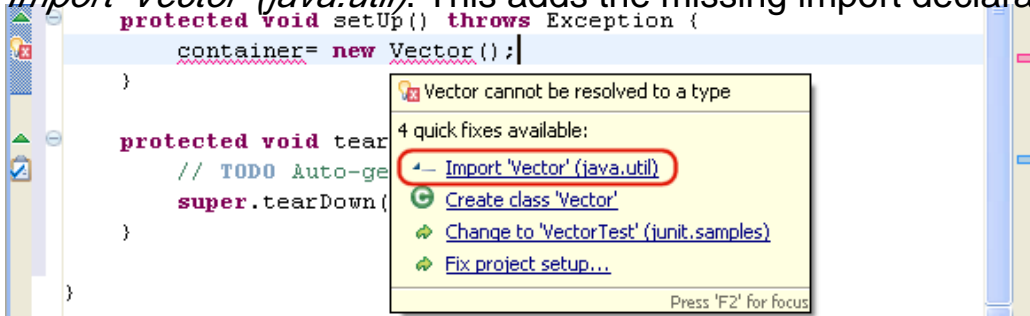 Import 'Vector' (java.util). This adds the missing import
protected void setUp() throws Exception {
container= new Vector();
}
Vector cannot be resolved to a type
4 quick fixes available:
protected void tear
Import 'Vector' (java.util)
// TODO Auto-ge
Create class 'Vector'
super.tearDown(
Change to 'VectorTest' (junit.samples)
}
Fix project setup...
Press 'F2' for focus
}